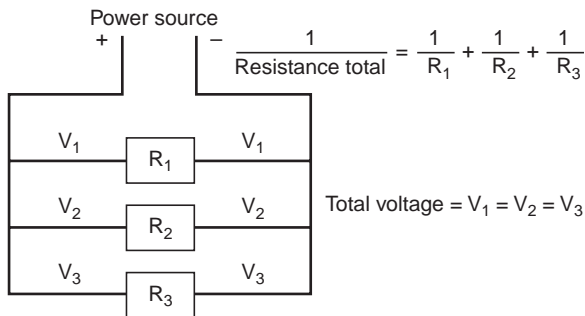 Power source
+ −
1 / Resistance total = 1 / R₁ + 1 / R₂ + 1 / R₃
V₁ R₁ V₁
V₂ R₂ V₂
Total voltage = V₁ = V₂ = V₃
V₃ R₃ V₃